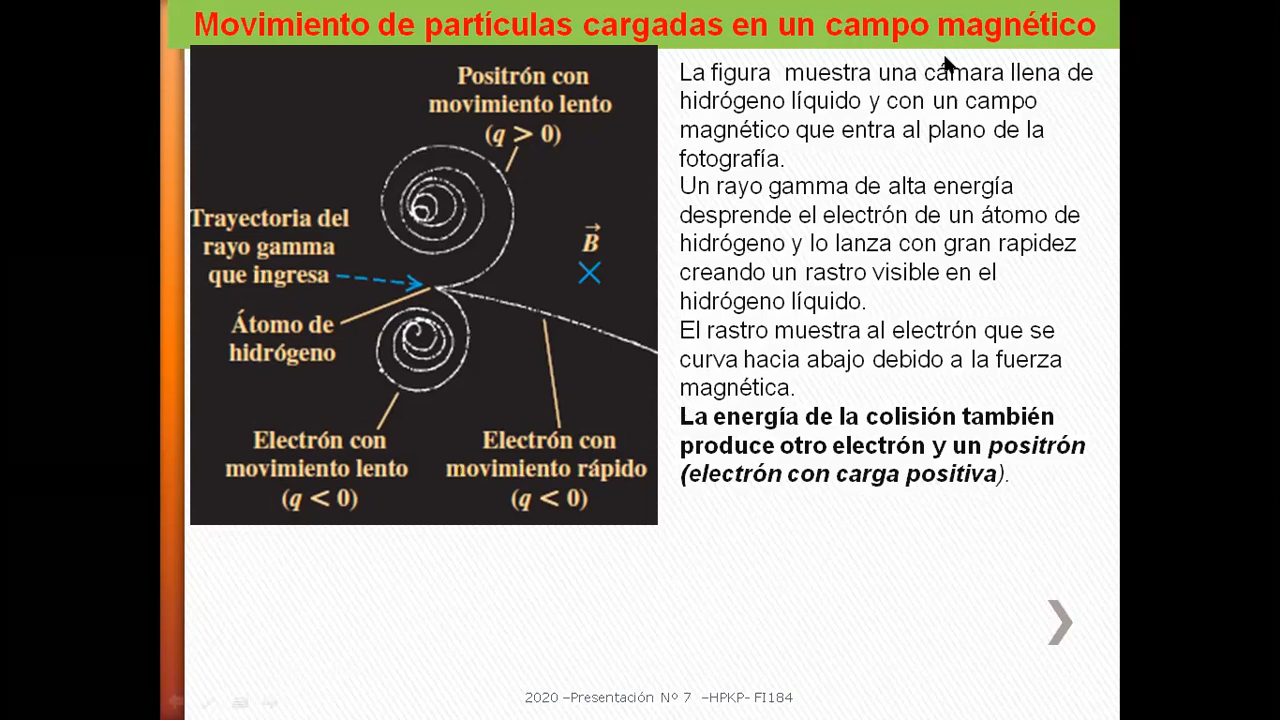 Movimiento de partículas cargadas en un campo magnético
Positrón con
movimiento lento
(q > 0)
Trayectoria del
rayo gamma
que ingresa
B
Átomo de
hidrógeno
Electrón con
movimiento lento
(q < 0)
Electrón con
movimiento rápido
(q < 0)
La figura muestra una cámara llena de
hidrógeno líquido y con un campo
magnético que entra al plano de la
fotografía.
Un rayo gamma de alta energía
desprende el electrón de un átomo de
hidrógeno y lo lanza con gran rapidez
creando un rastro visible en el
hidrógeno líquido.
El rastro muestra al electrón que se
curva hacia abajo debido a la fuerza
magnética.
La energía de la colisión también
produce otro electrón y un positrón
(electrón con carga positiva).
2020 –Presentación Nº 7 –HPKP- FI184